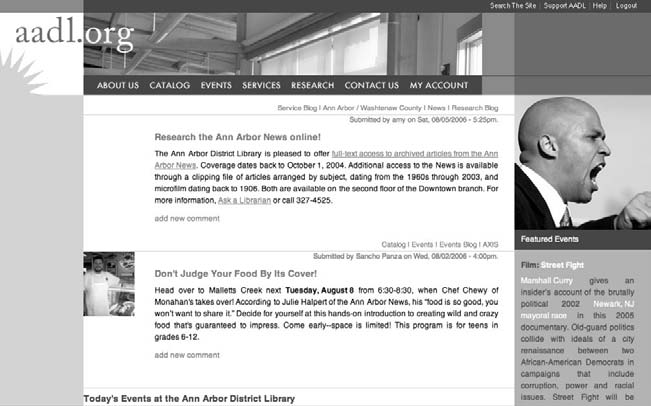 Search The Site | Support AADL | Help | Logout
aadl.org
ABOUT US CATALOG EVENTS SERVICES RESEARCH CONTACT US MY ACCOUNT
Service Blog | Ann Arbor / Washtenaw County | News | Research Blog
Submitted by amy on Sat, 08/05/2006 - 5:25pm.
Research the Ann Arbor News online!
The Ann Arbor District Library is pleased to offer full-text access to archived articles from the Ann
Arbor News. Coverage dates back to October 1, 2004. Additional access to the News is available
through a clipping file of articles arranged by subject, dating from the 1960s through 2003, and
microfilm dating back to 1906. Both are available on the second floor of the Downtown branch. For
more information, Ask a Librarian or call 327-4525.
add new comment
Catalog | Events | Events Blog | AXIS
Submitted by Sancho Panza on Wed, 08/02/2006 - 4:00pm.
Don't Judge Your Food By Its Cover!
Head over to Malletts Creek next Tuesday, August 8 from 6:30-8:30, when Chef Chewy of
Monahan's takes over! According to Julie Halpert of the Ann Arbor News, his "food is so good, you
won't want to share it." Decide for yourself at this hands-on introduction to creating wild and crazy
food that's guaranteed to impress. Come early--space is limited! This program is for teens in
grades 6-12.
add new comment
Today's Events at the Ann Arbor District Library
Featured Events
Film: Street Fight
Marshall Curry gives an
insider's account of the brutally
political 2002 Newark, NJ
mayoral race in this 2005
documentary. Old-guard politics
collide with ideals of a city
renaissance between two
African-American Democrats in
campaigns that include
corruption, power and racial
issues. Street Fight will be